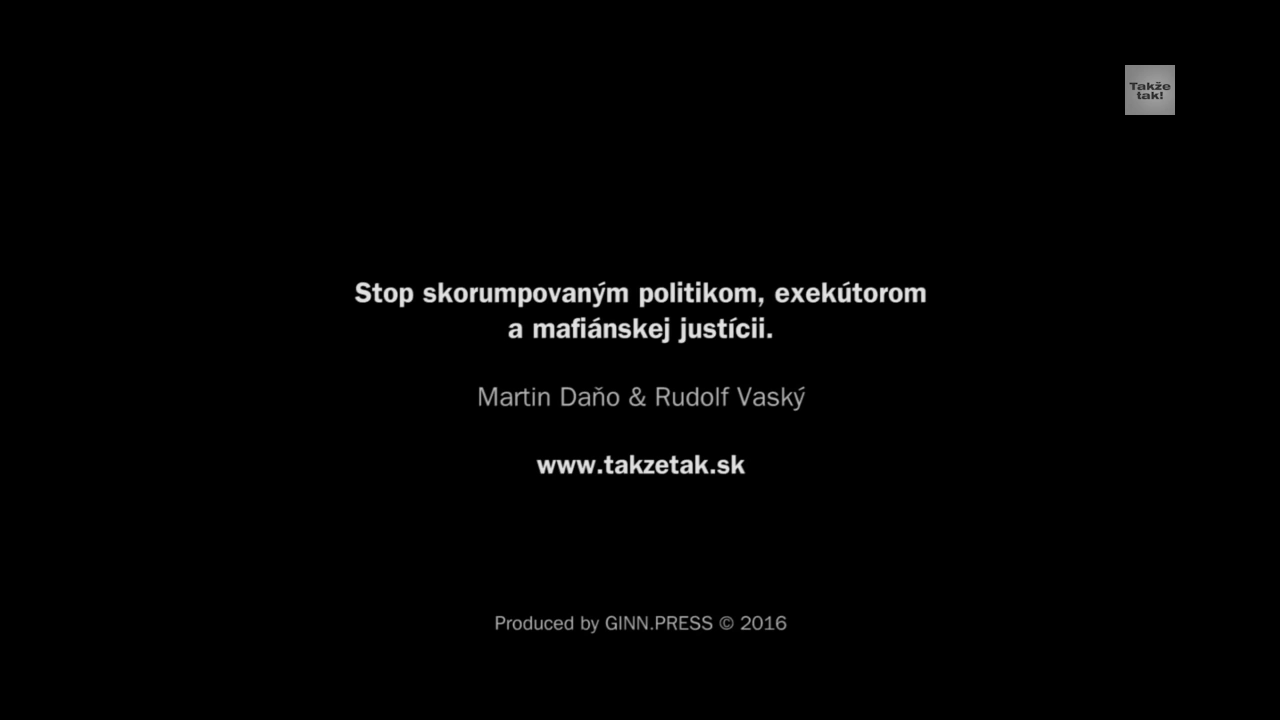 Takže
tak!
Stop skorumpovaným politikom, exekútorom
a mafiánskej justícii.
Martin Daňo & Rudolf Vaský
www.takzetak.sk
Produced by GINN.PRESS © 2016